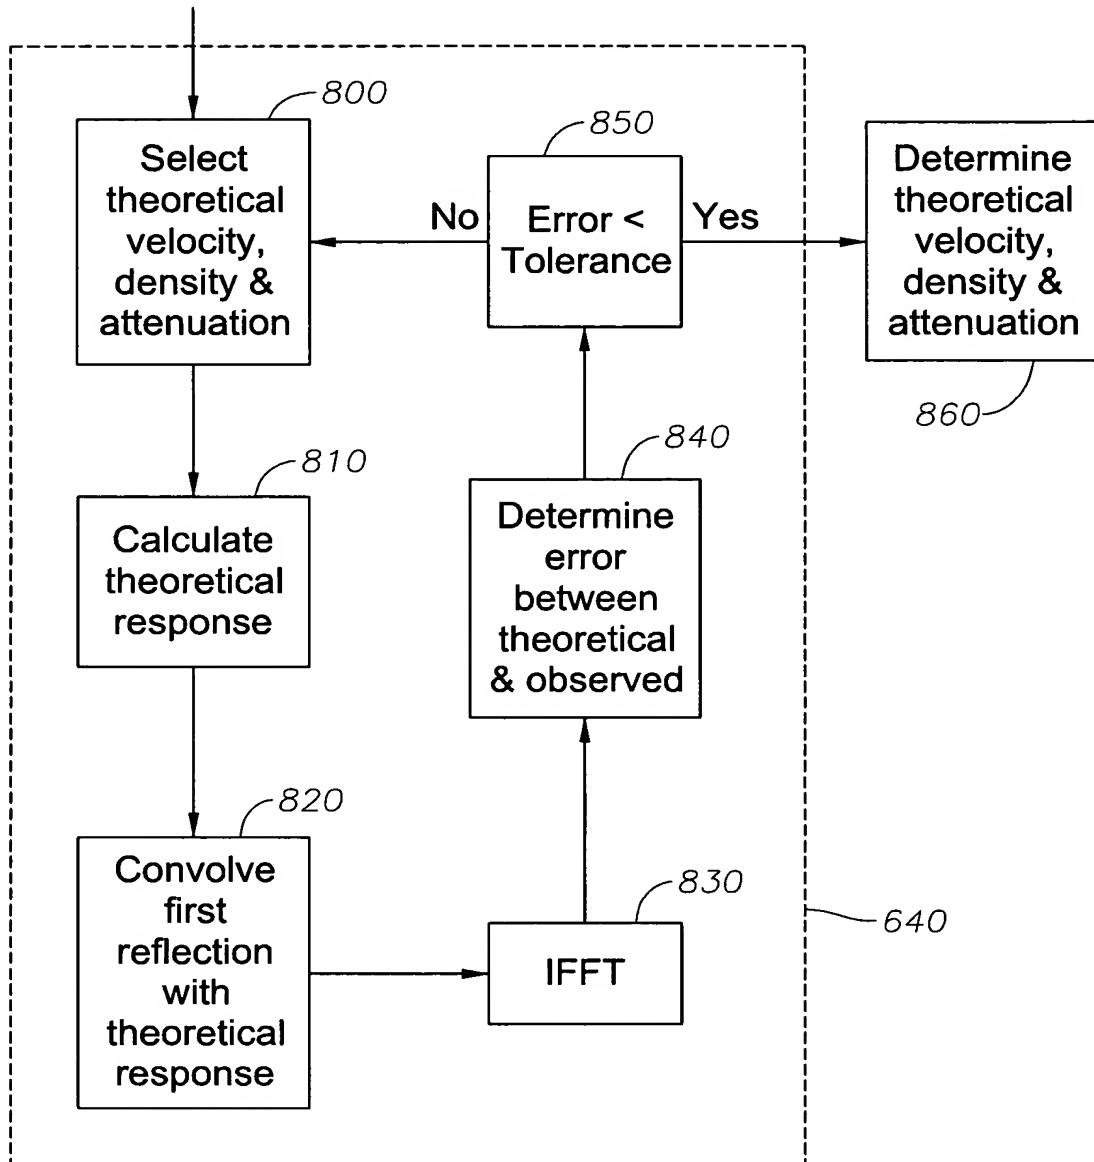 800
Select
theoretical
velocity,
density &
attenuation
850
Error <
Tolerance
No
Yes
Determine
theoretical
velocity,
density &
attenuation
860
810
Calculate
theoretical
response
840
Determine
error
between
theoretical
& observed
820
Convolve
first
reflection
with
theoretical
response
830
IFFT
640